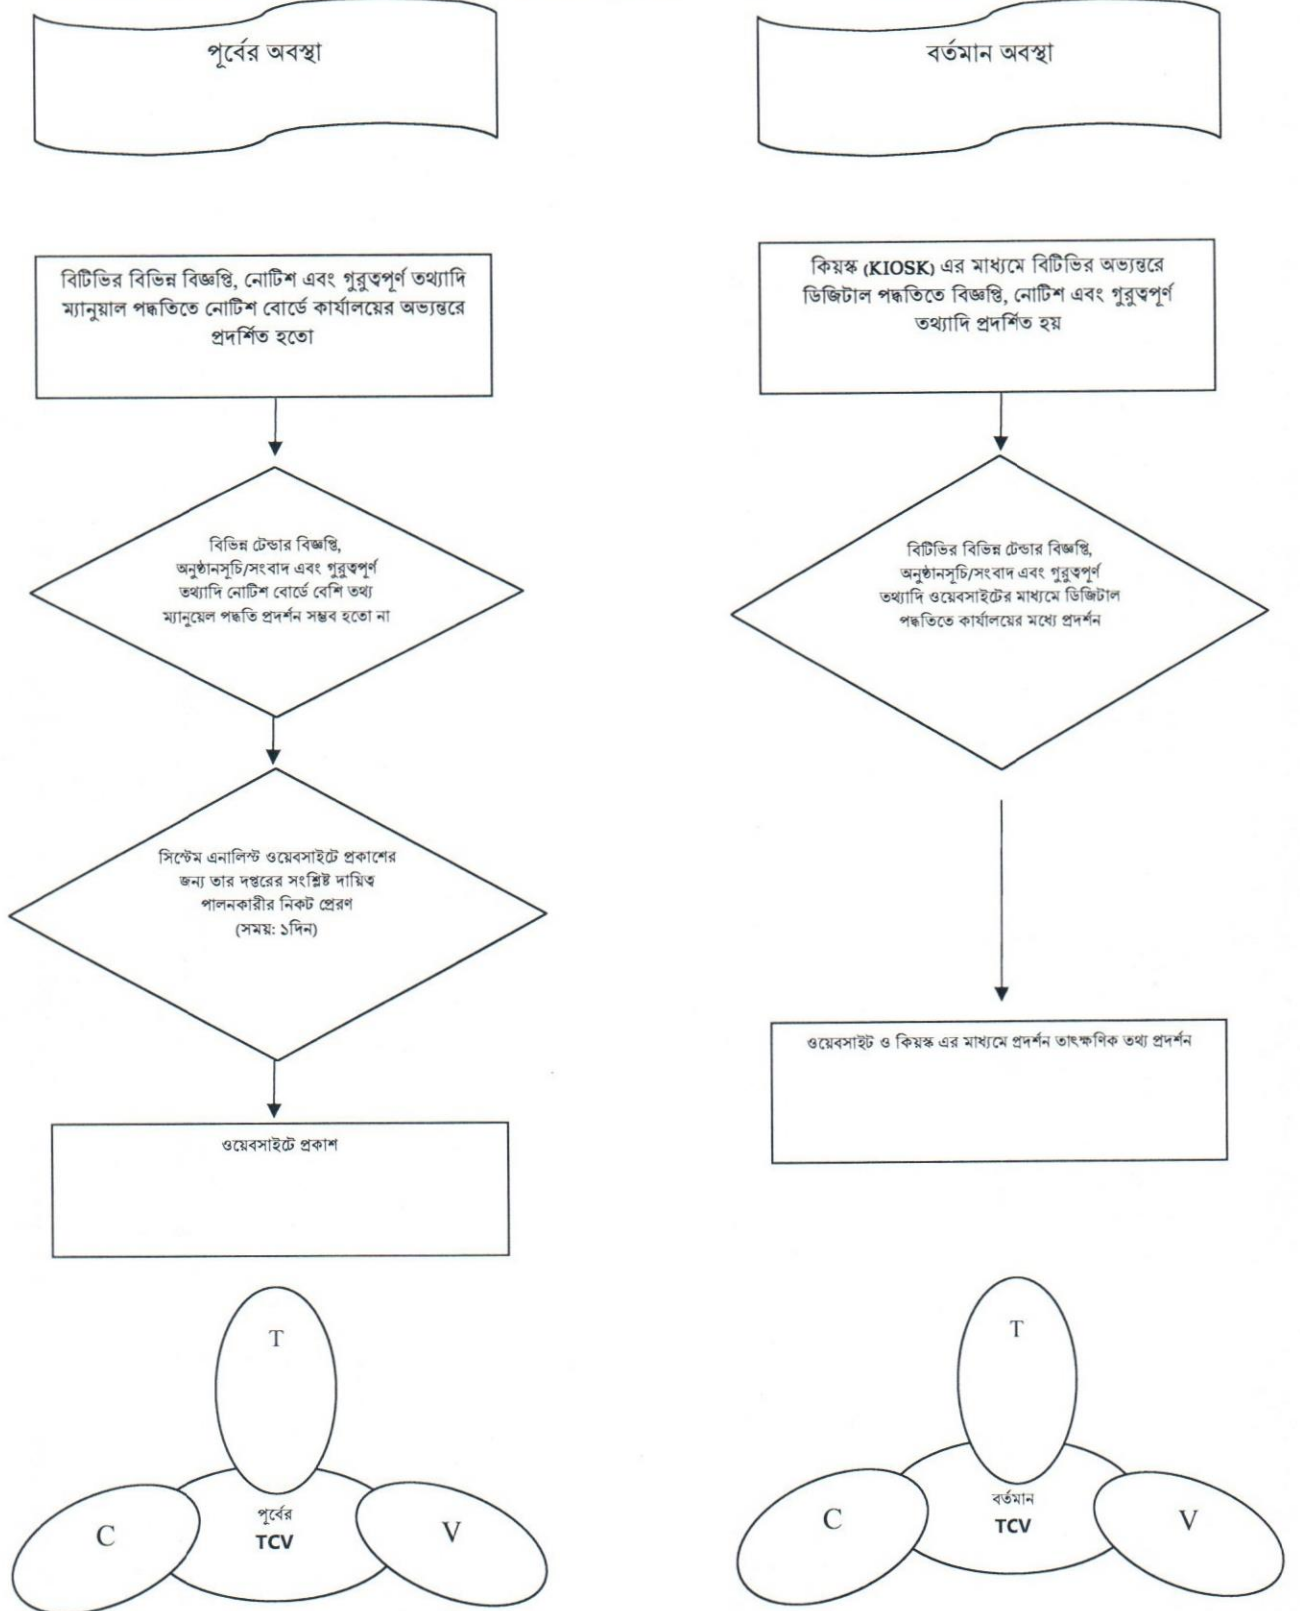 পূর্বের অবস্থা
বিটিভির বিভিন্ন বিজ্ঞপ্তি, নোটিশ এবং গুরুত্বপূর্ণ তথ্যাদি
ম্যানুয়াল পদ্ধতিতে নোটিশ বোর্ডে কার্যালয়ের অভ্যন্তরে
প্রদর্শিত হতো
বিভিন্ন টেন্ডার বিজ্ঞপ্তি,
অনুষ্ঠানসূচি/সংবাদ এবং গুরুত্বপূর্ণ
তথ্যাদি নোটিশ বোর্ডে বেশি তথ্য
ম্যানুয়েল পদ্ধতি প্রদর্শন সম্ভব হতো না
সিস্টেম এনালিস্ট ওয়েবসাইটে প্রকাশের
জন্য তার দপ্তরের সংশ্লিষ্ট দায়িত্ব
পালনকারীর নিকট প্রেরণ
(সময়: ১দিন)
ওয়েবসাইটে প্রকাশ
T
C
পূর্বের
TCV
V
বর্তমান অবস্থা
কিয়স্ক (KIOSK) এর মাধ্যমে বিটিভির অভ্যন্তরে
ডিজিটাল পদ্ধতিতে বিজ্ঞপ্তি, নোটিশ এবং গুরুত্বপূর্ণ
তথ্যাদি প্রদর্শিত হয়
বিটিভির বিভিন্ন টেন্ডার বিজ্ঞপ্তি,
অনুষ্ঠানসূচি/সংবাদ এবং গুরুত্বপূর্ণ
তথ্যাদি ওয়েবসাইটের মাধ্যমে ডিজিটাল
পদ্ধতিতে কার্যালয়ের মধ্যে প্রদর্শন
ওয়েবসাইট ও কিয়স্ক এর মাধ্যমে প্রদর্শন তাৎক্ষণিক তথ্য প্রদর্শন
T
C
বর্তমান
TCV
V